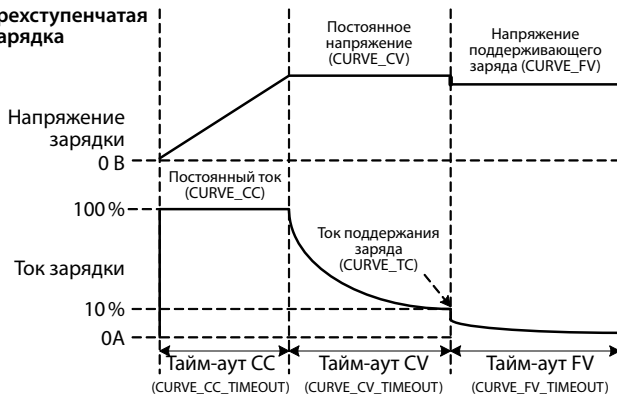 рехступенчатая
арядка
Постоянное
напряжение
(CURVE_CV)
Напряжение
поддерживающего
заряда (CURVE_FV)
Напряжение
зарядки
0 В
Постоянный ток
(CURVE_CC)
100 %
Ток поддержания
заряда
(CURVE_TC)
Ток зарядки
10 %
0A
Тайм-аут CC
(CURVE_CC_TIMEOUT)
Тайм-аут CV
(CURVE_CV_TIMEOUT)
Тайм-аут FV
(CURVE_FV_TIMEOUT)